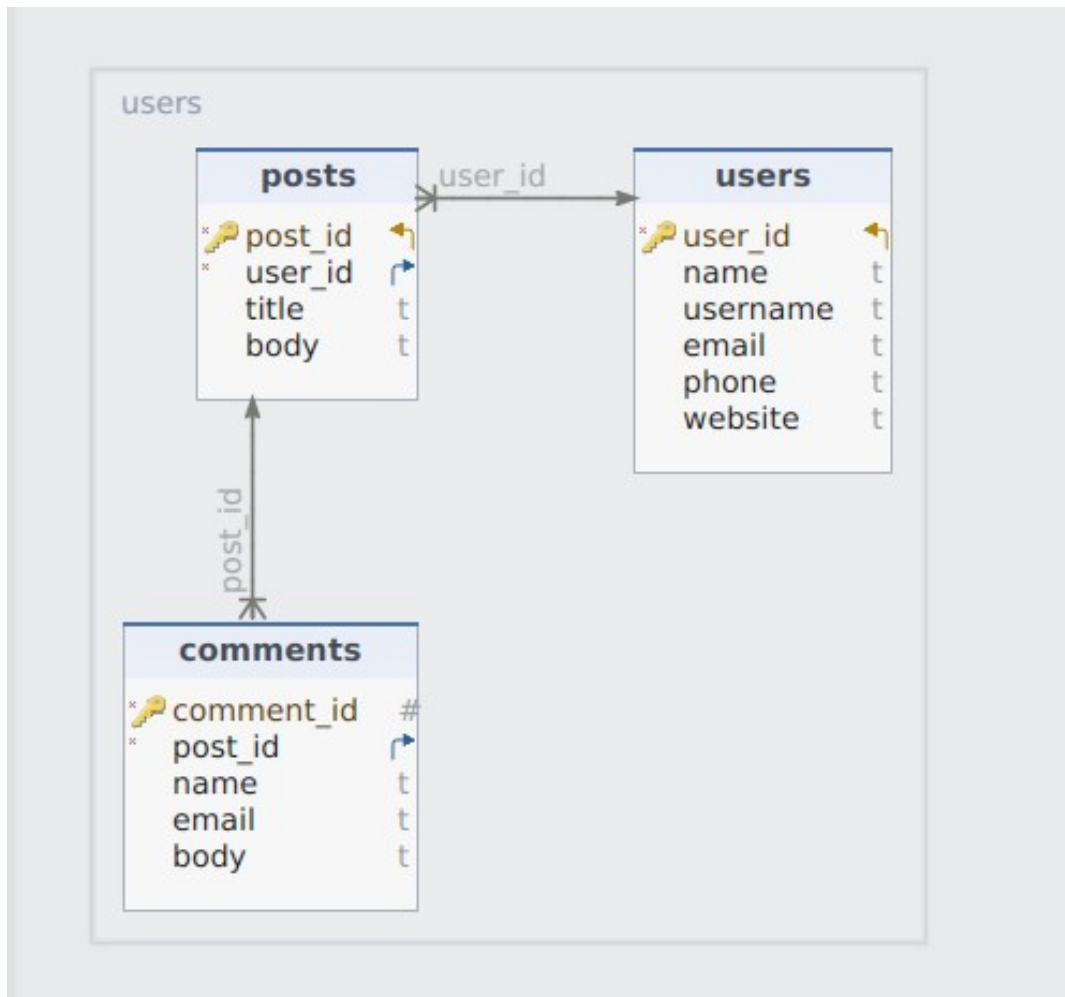 users
posts
user_id
users
post_id
user_id
title t
body t
user_id
name t
username t
email t
phone t
website t
post_id
comments
comment_id #
post_id
name t
email t
body t